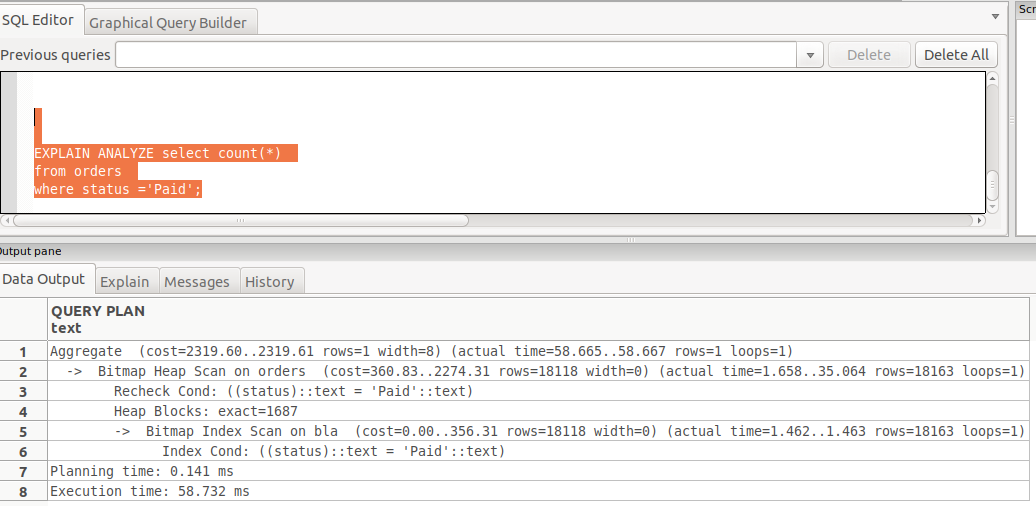 SQL Editor Graphical Query Builder Scr
Previous queries Delete Delete All
EXPLAIN ANALYZE select count(*)
from orders
where status ='Paid';
Output pane
Data Output Explain Messages History
QUERY PLAN
text
1 Aggregate (cost=2319.60..2319.61 rows=1 width=8) (actual time=58.665..58.667 rows=1 loops=1)
2 -> Bitmap Heap Scan on orders (cost=360.83..2274.31 rows=18118 width=0) (actual time=1.658..35.064 rows=18163 loops=1)
3 Recheck Cond: ((status)::text = 'Paid'::text)
4 Heap Blocks: exact=1687
5 -> Bitmap Index Scan on bla (cost=0.00..356.31 rows=18118 width=0) (actual time=1.462..1.463 rows=18163 loops=1)
6 Index Cond: ((status)::text = 'Paid'::text)
7 Planning time: 0.141 ms
8 Execution time: 58.732 ms